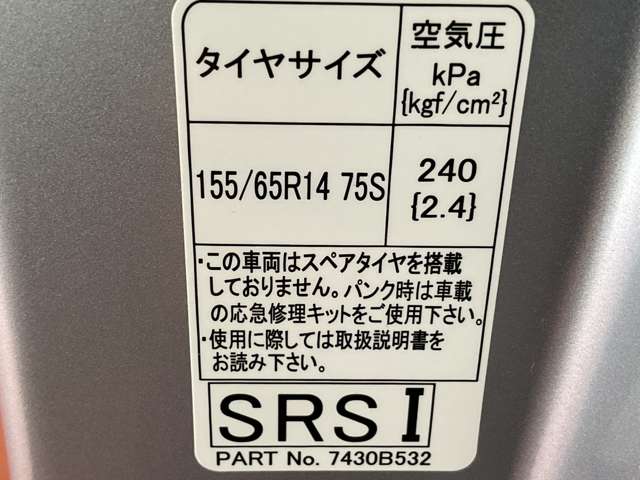 タイヤサイズ
空気圧
kPa
{kgf/cm²}
155/65R14 75S
240
{2.4}
・この車両はスペアタイヤを搭載
しておりません。パンク時は車載
の応急修理キットをご使用下さい。
・使用に際しては取扱説明書を
お読み下さい。
SRS I
PART No. 7430B532